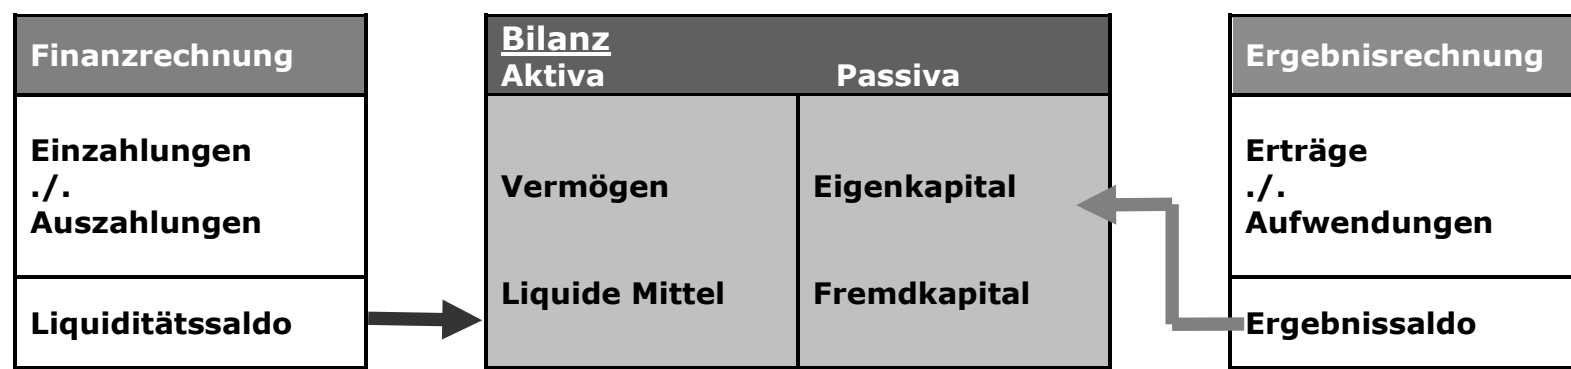 Finanzrechnung
Einzahlungen
./.
Auszahlungen
Liquiditätssaldo
Bilanz
Aktiva Passiva
Vermögen Eigenkapital
Liquide Mittel Fremdkapital
Ergebnisrechnung
Erträge
./.
Aufwendungen
Ergebnissaldo